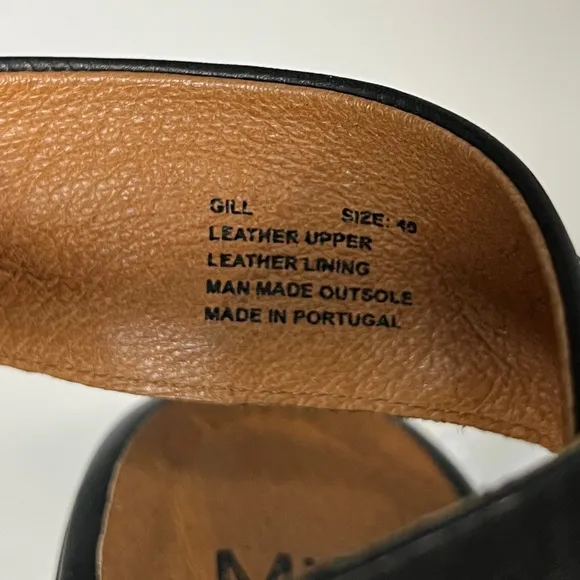 GILL SIZE: 40
LEATHER UPPER
LEATHER LINING
MAN MADE OUTSOLE
MADE IN PORTUGAL